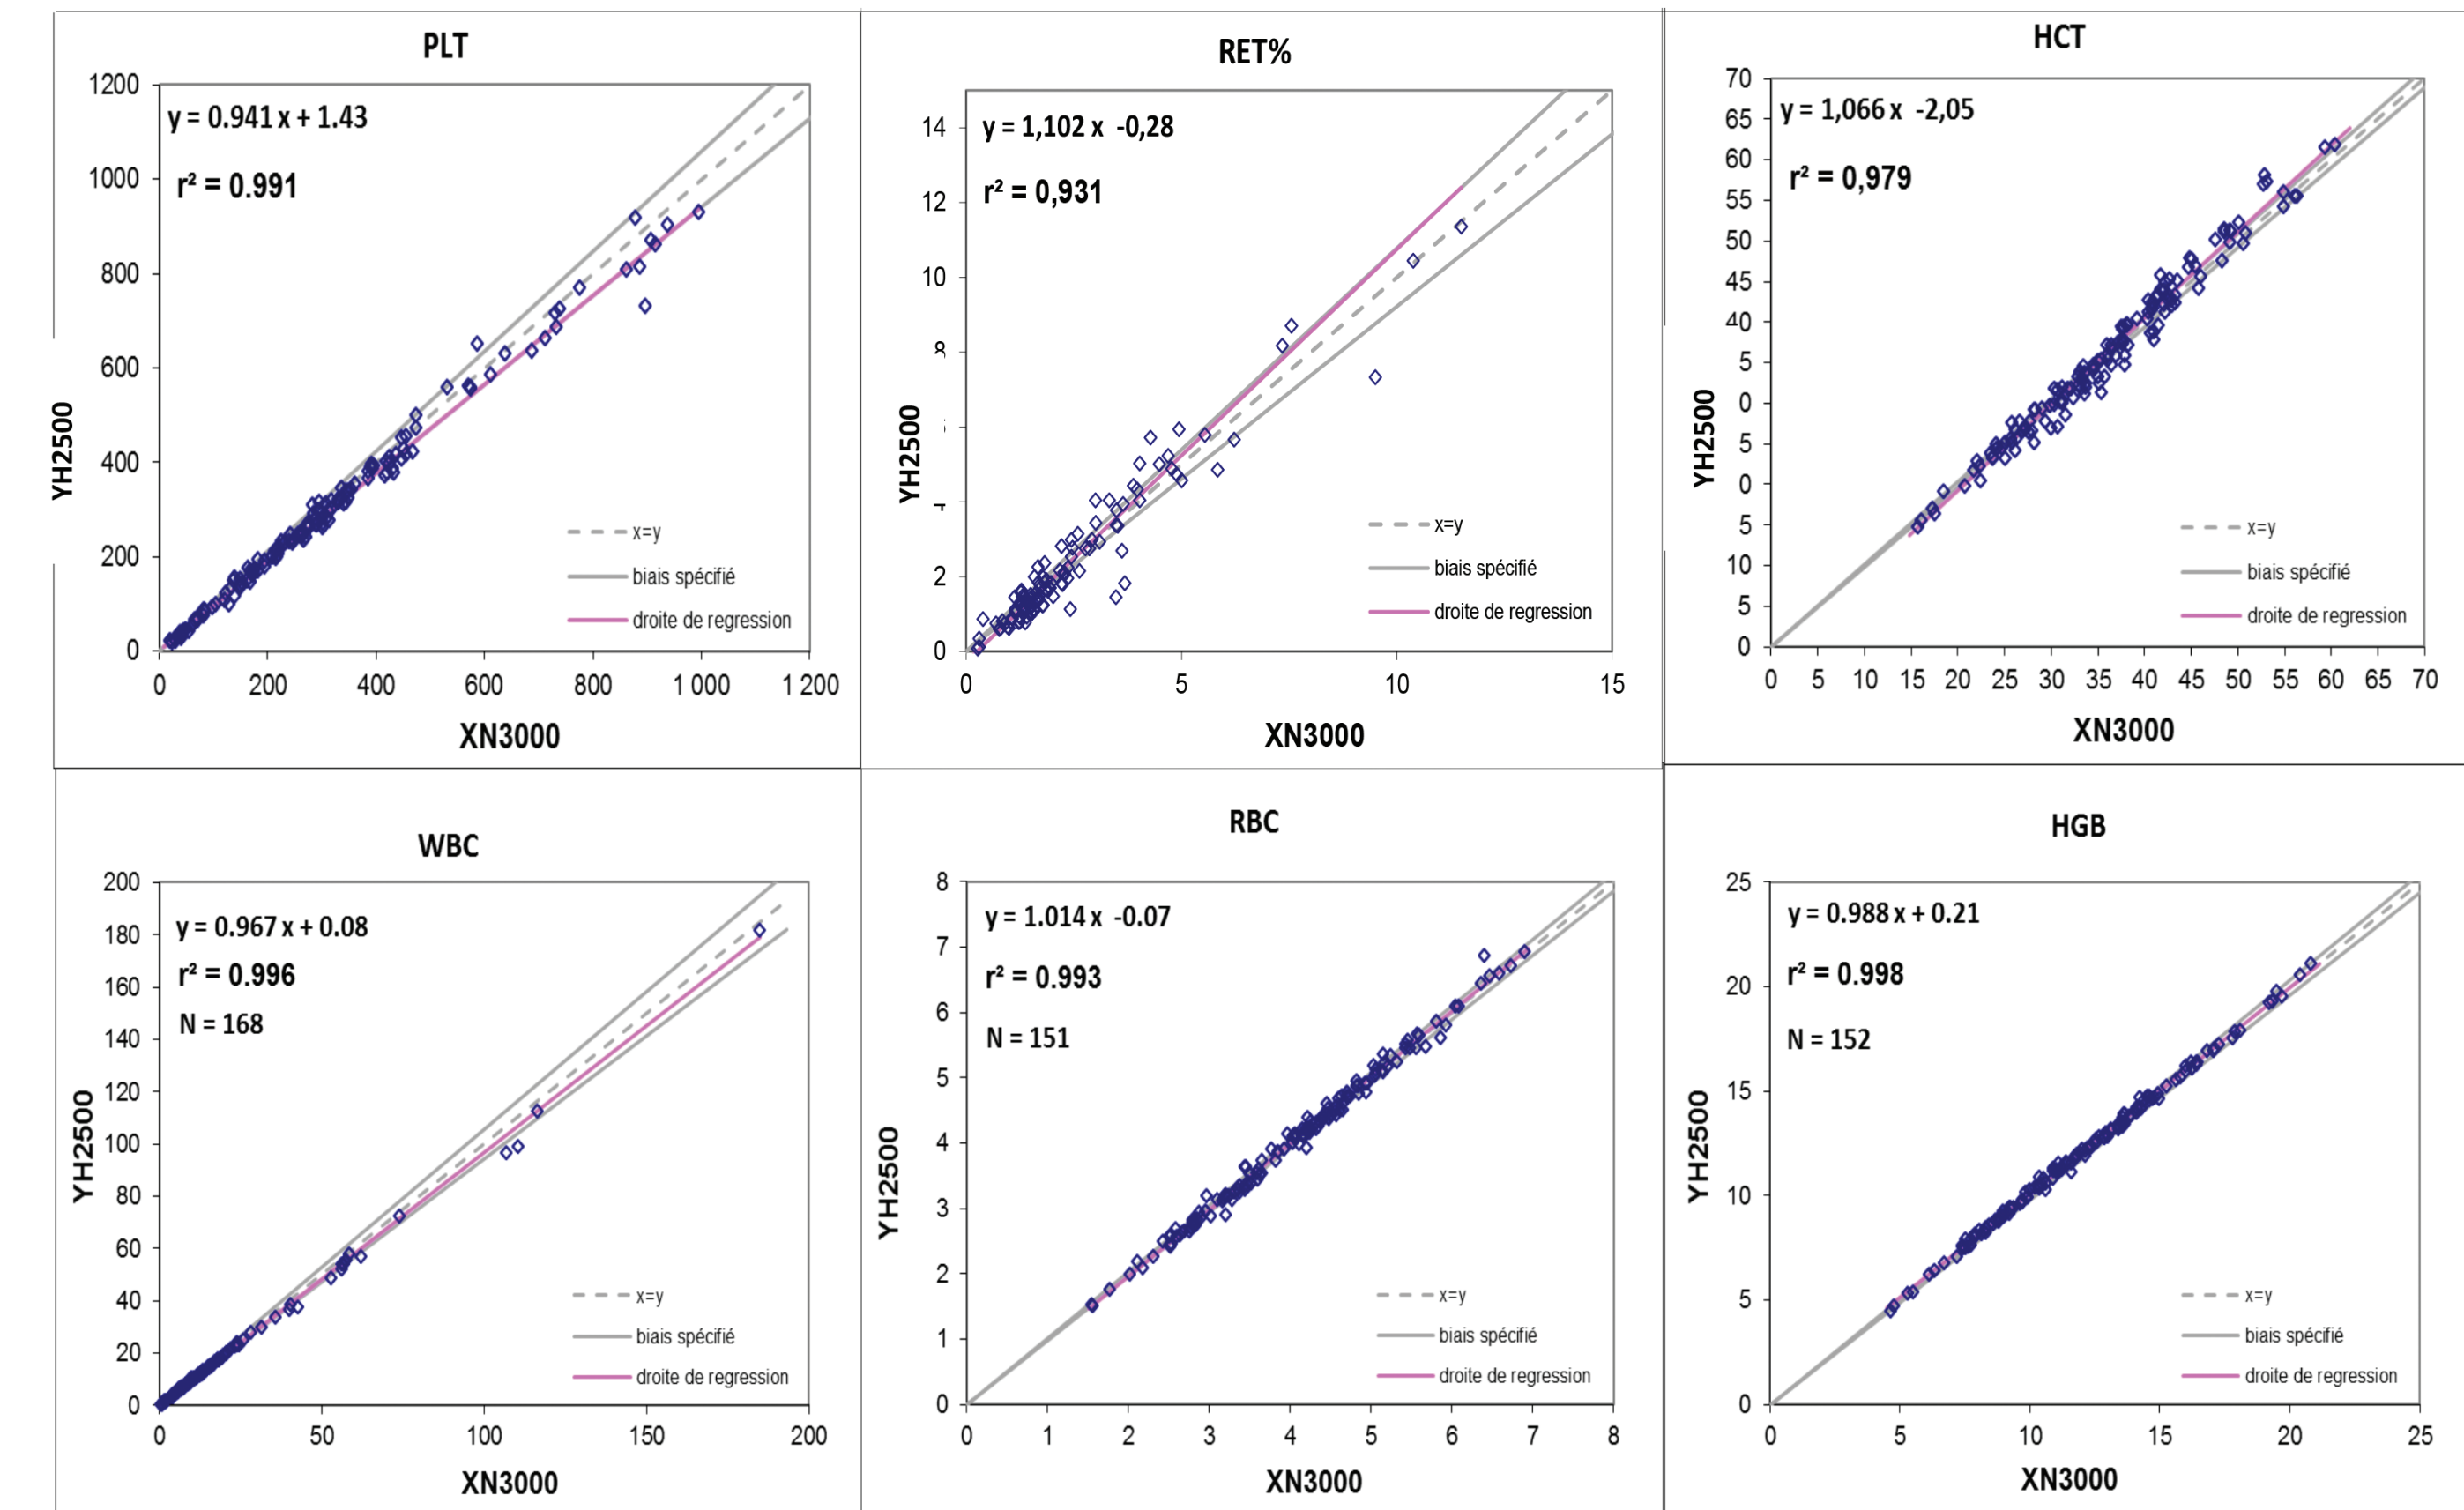 PLT
y = 0.941 x + 1.43
r² = 0.991
1200
1000
800
600
400
200
0
YH2500
x=y
biais spécifié
droite de regression
0 200 400 600 800 1 000 1 200
XN3000
RET%
y = 1,102 x -0,28
r² = 0,931
14
12
10
8
2
0
YH2500
x=y
biais spécifié
droite de regression
0 5 10 15
XN3000
HCT
y = 1,066 x -2,05
r² = 0,979
70
65
60
55
50
45
40
5
0
5
0
5
10
5
0
YH2500
x=y
biais spécifié
droite de regression
0 5 10 15 20 25 30 35 40 45 50 55 60 65 70
XN3000
WBC
y = 0.967 x + 0.08
r² = 0.996
N = 168
200
180
160
140
120
100
80
60
40
20
0
YH2500
x=y
biais spécifié
droite de regression
0 50 100 150 200
XN3000
RBC
y = 1.014 x -0.07
r² = 0.993
N = 151
8
7
6
5
4
3
2
1
0
YH2500
x=y
biais spécifié
droite de regression
0 1 2 3 4 5 6 7 8
XN3000
HGB
y = 0.988 x + 0.21
r² = 0.998
N = 152
25
20
15
10
5
0
YH2500
x=y
biais spécifié
droite de regression
0 5 10 15 20 25
XN3000